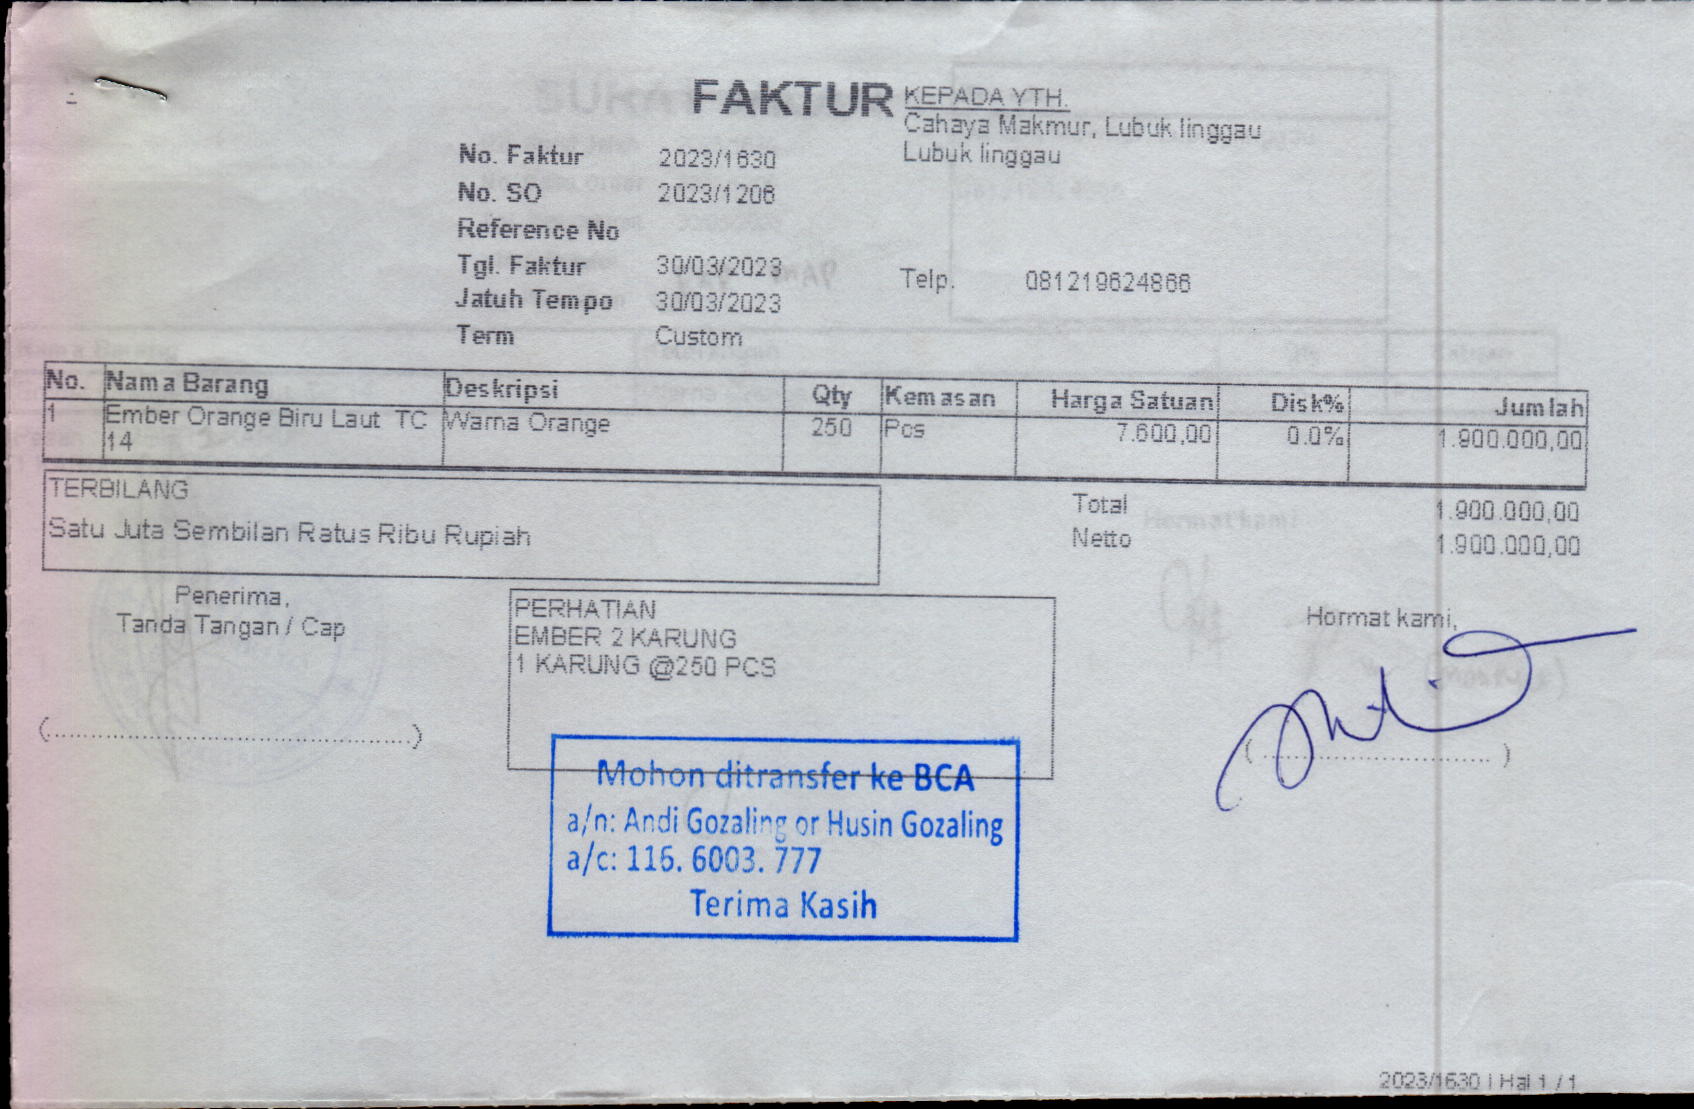 FAKTUR
KEPADA YTH.
Cahaya Makmur, Lubuk linggau
Lubuk linggau
No. Faktur 2023/1630
No. SO 2023/1206
Reference No
Tgl. Faktur 30/03/2023
Telp. 081219624866
Jatuh Tempo 30/03/2023
Term Custom
No. Nama Barang Deskripsi Qty Kemasan Harga Satuan Disk% Jumlah
1 Ember Orange Biru Laut TC Warna Orange 250 Pcs 7.600,00 0.0% 1.900.000,00
14
TERBILANG
Satu Juta Sembilan Ratus Ribu Rupiah
Total 1.900.000,00
Netto 1.900.000,00
Penerima,
Tanda Tangan / Cap
(........................................)
PERHATIAN
EMBER 2 KARUNG
1 KARUNG @250 PCS
Hormat kami,
(..............................)
Mohon ditransfer ke BCA
a/n: Andi Gozaling or Husin Gozaling
a/c: 116. 6003. 777
Terima Kasih
2023/1630 | Hal 1 / 1